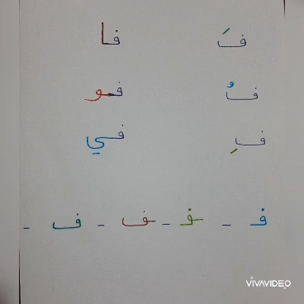 فَ فا
فُ فو
فِ في
فـ - ـفـ - ـف - ف -
VIVAVIDEO